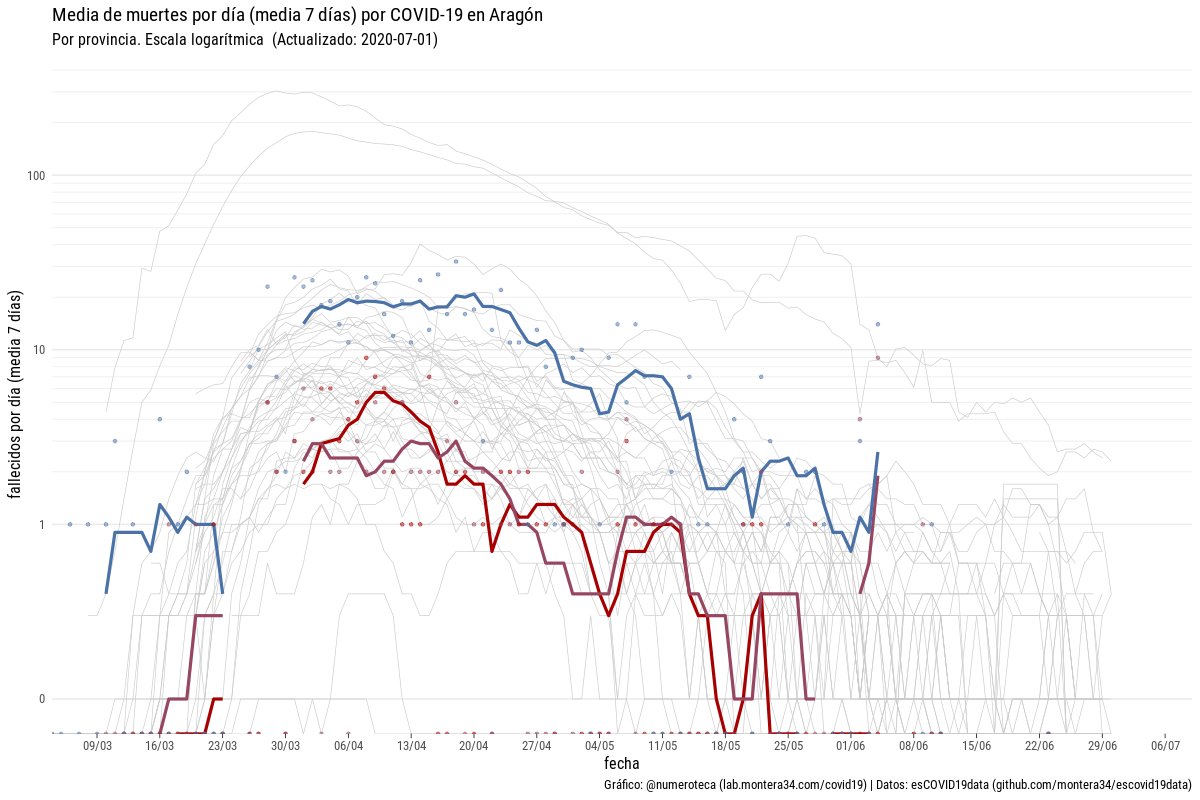 Media de muertes por día (media 7 días) por COVID-19 en Aragón
Por provincia. Escala logarítmica  (Actualizado: 2020-07-01)
fallecidos por día (media  7 días)
100
10
1
0
09/03 16/03 23/03 30/03 06/04 13/04 20/04 27/04 04/05 11/05 18/05 25/05 01/06 08/06 15/06 22/06 29/06 06/07
fecha
Gráfico: @numeroteca (lab.montera34.com/covid19) | Datos: esCOVID19data (github.com/montera34/escovid19data)